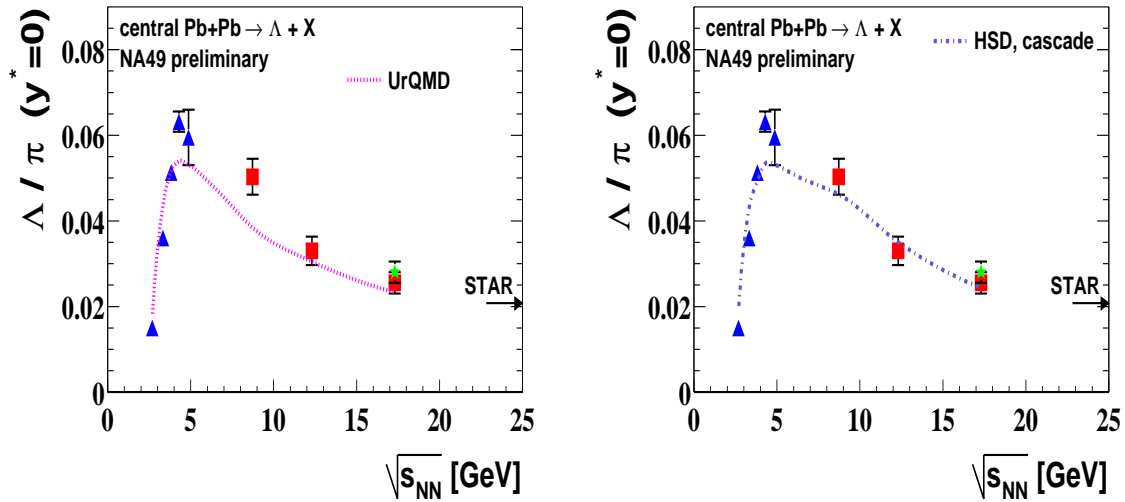 central Pb+Pb → Λ + X
NA49 preliminary
UrQMD
STAR
Λ / π (y* =0)
0.08
0.06
0.04
0.02
0
0
5
10
15
20
25
√sNN [GeV]
central Pb+Pb → Λ + X
NA49 preliminary
HSD, cascade
STAR
Λ / π (y* =0)
0.08
0.06
0.04
0.02
0
0
5
10
15
20
25
√sNN [GeV]